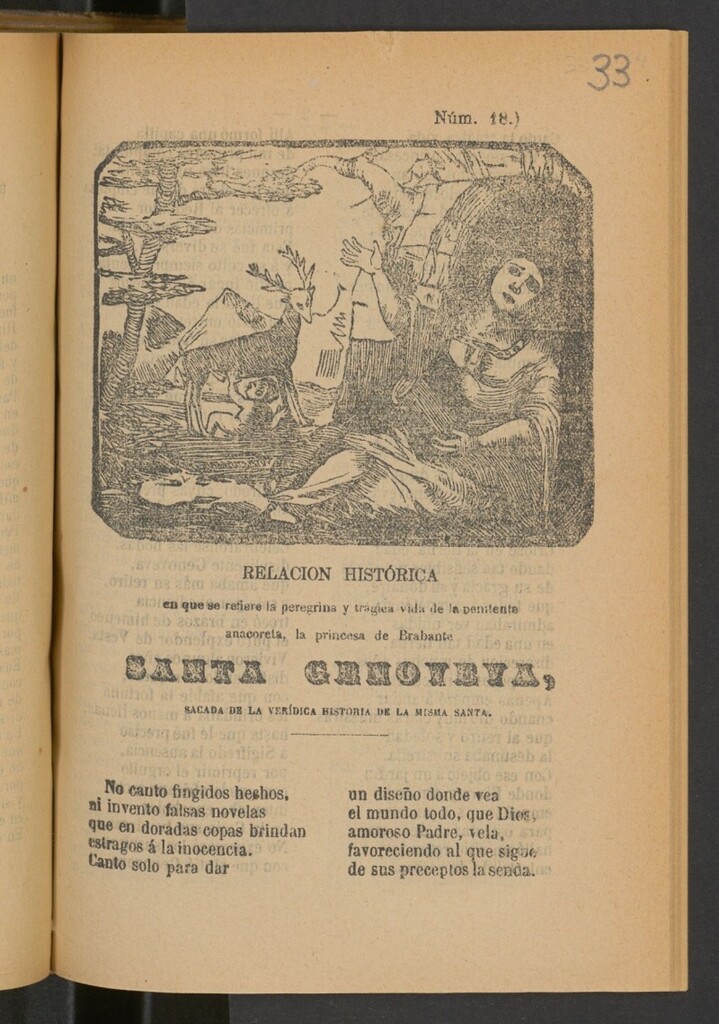 33
Núm. 18.)
RELACION HISTÓRICA
en que se refiere la peregrina y tragica vida de la penitente
anacoreta, la princesa de Brabante
SANTA GENOVEVA,
SACADA DE LA VERÍDICA HISTORIA DE LA MISMA SANTA.
No canto fingidos hechos,
ni invento falsas novelas
que en doradas copas brindan
estragos á la inocencia.
Canto solo para dar
un diseño donde vea
el mundo todo, que Dios,
amoroso Padre, vela,
favoreciendo al que sigue
de sus preceptos la senda.